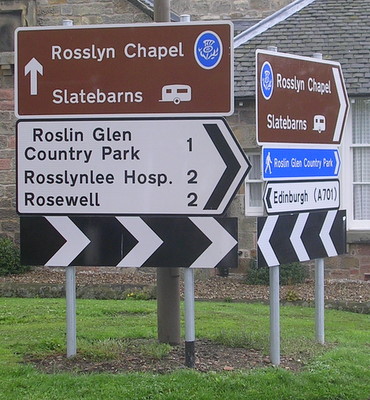 Rosslyn Chapel
Slatebarns
Roslin Glen
Country Park 1
Rosslynlee Hosp. 2
Rosewell 2
Rosslyn Chapel
Slatebarns
Roslin Glen Country Park
Edinburgh (A701)